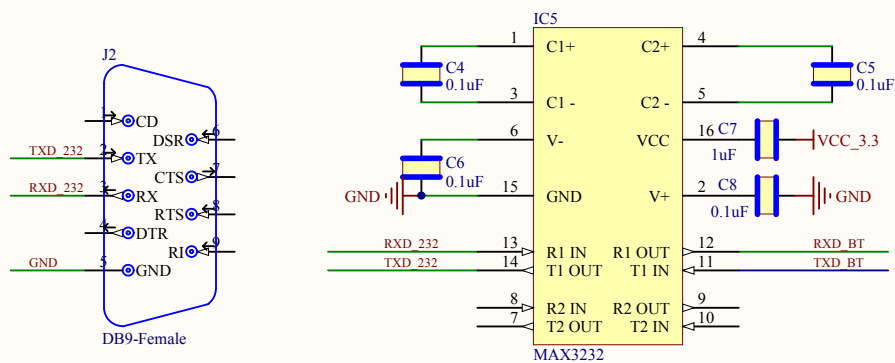 J2
1 CD
DSR 6
TXD_232 2 TX
CTS 7
RXD_232 3 RX
RTS 8
4 DTR
RI 9
GND 5 GND
DB9-Female
IC5
1 C1+ C2+ 4
C4 0.1uF
C5 0.1uF
3 C1 - C2 - 5
6 V- VCC 16 C7 1uF VCC_3.3
C6 0.1uF
GND 15 GND V+ 2 C8 0.1uF GND
RXD_232 13 R1 IN R1 OUT 12 RXD_BT
TXD_232 14 T1 OUT T1 IN 11 TXD_BT
8 R2 IN R2 OUT 9
7 T2 OUT T2 IN 10
MAX3232